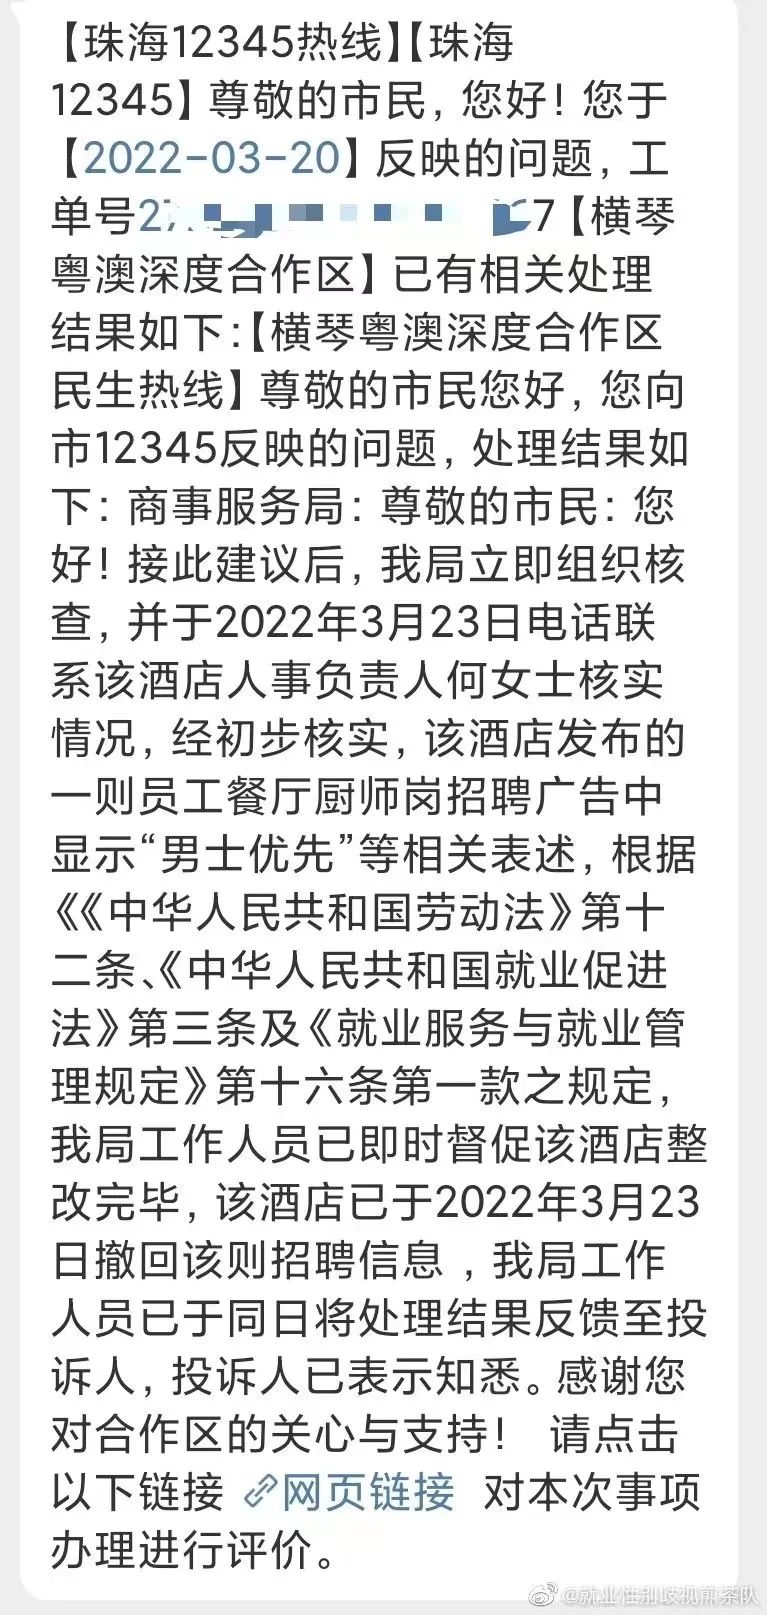 【珠海12345热线】【珠海
12345】尊敬的市民，您好！您于
【2022-03-20】反映的问题，工
单号27 7【横琴
粤澳深度合作区】已有相关处理
结果如下:【横琴粤澳深度合作区
民生热线】尊敬的市民您好，您向
市12345反映的问题，处理结果如
下：商事服务局：尊敬的市民：您
好！接此建议后，我局立即组织核
查，并于2022年3月23日电话联
系该酒店人事负责人何女士核实
情况，经初步核实，该酒店发布的
一则员工餐厅厨师岗招聘广告中
显示“男士优先”等相关表述，根据
《《中华人民共和国劳动法》第十
二条、《中华人民共和国就业促进
法》第三条及《就业服务与就业管
理规定》第十六条第一款之规定，
我局工作人员已即时督促该酒店整
改完毕，该酒店已于2022年3月23
日撤回该则招聘信息 ，我局工作
人员已于同日将处理结果反馈至投
诉人，投诉人已表示知悉。感谢您
对合作区的关心与支持！ 请点击
以下链接 网页链接 对本次事项
办理进行评价。
@就业性别歧视煎茶队